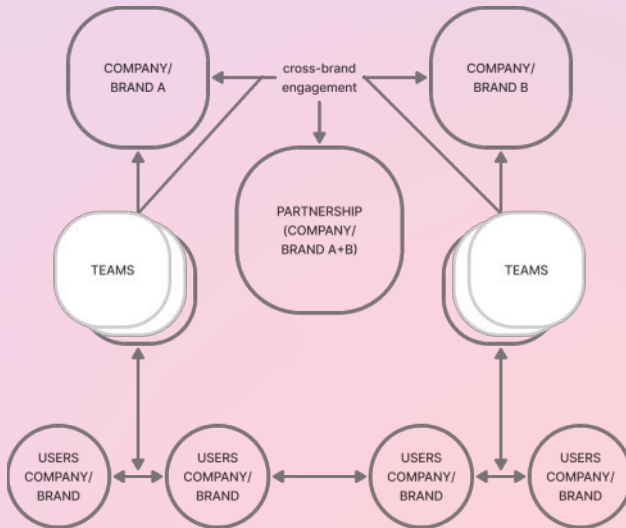 COMPANY/
BRAND A
cross-brand
engagement
COMPANY/
BRAND B
PARTNERSHIP
(COMPANY/
BRAND A+B)
TEAMS
TEAMS
USERS
COMPANY/
BRAND
USERS
COMPANY/
BRAND
USERS
COMPANY/
BRAND
USERS
COMPANY/
BRAND